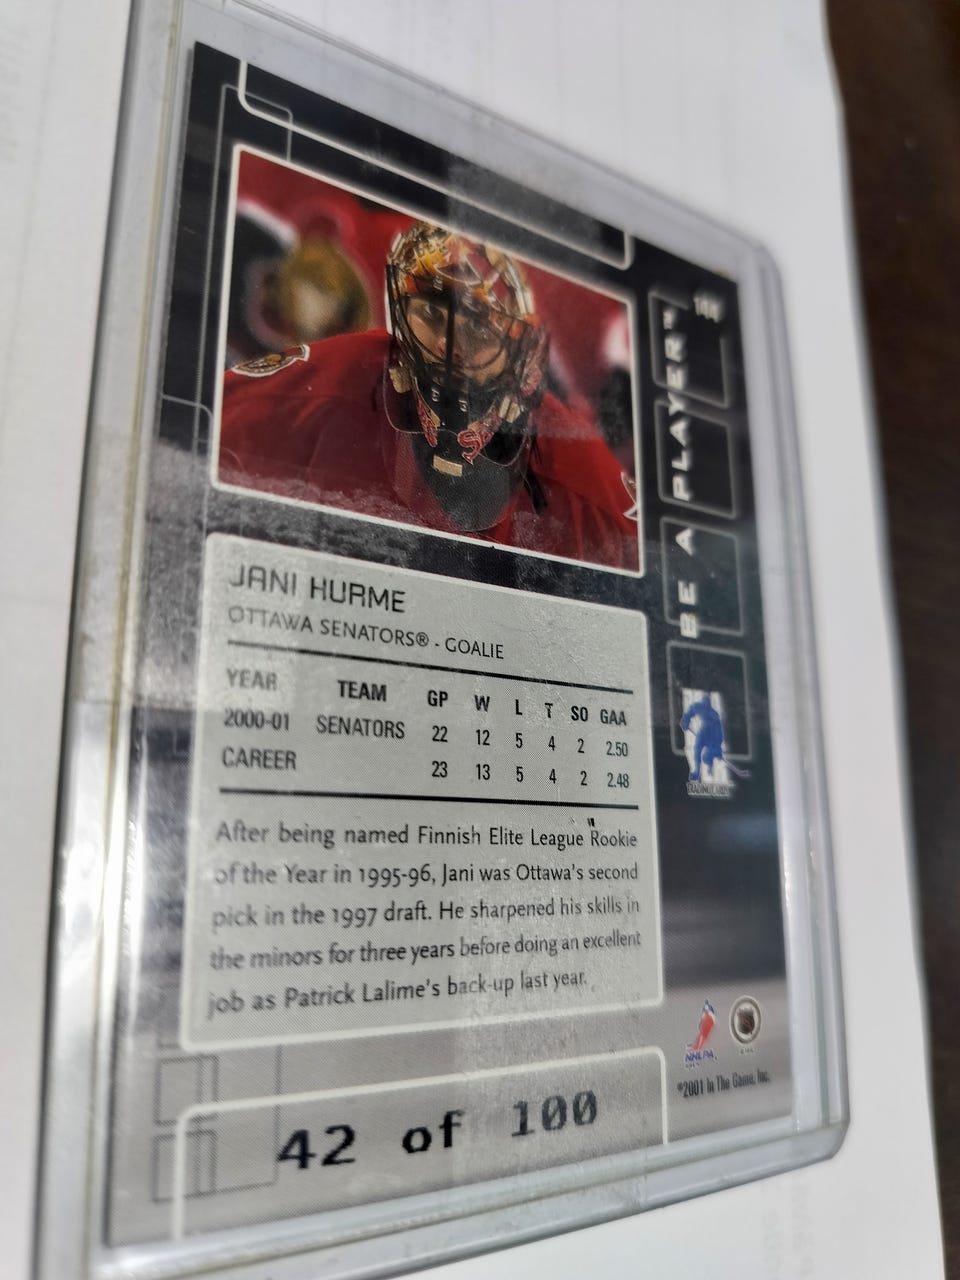 BE A PLAYER™
JANI HURME
OTTAWA SENATORS® - GOALIE
YEAR TEAM GP W L T SO GAA
2000-01 SENATORS 22 12 5 4 2 2.50
CAREER 23 13 5 4 2 2.48
After being named Finnish Elite League Rookie
of the Year in 1995-96, Jani was Ottawa's second
pick in the 1997 draft. He sharpened his skills in
the minors for three years before doing an excellent
job as Patrick Lalime's back-up last year.
NHLPA
©2001 In The Game, Inc.
42 of 100